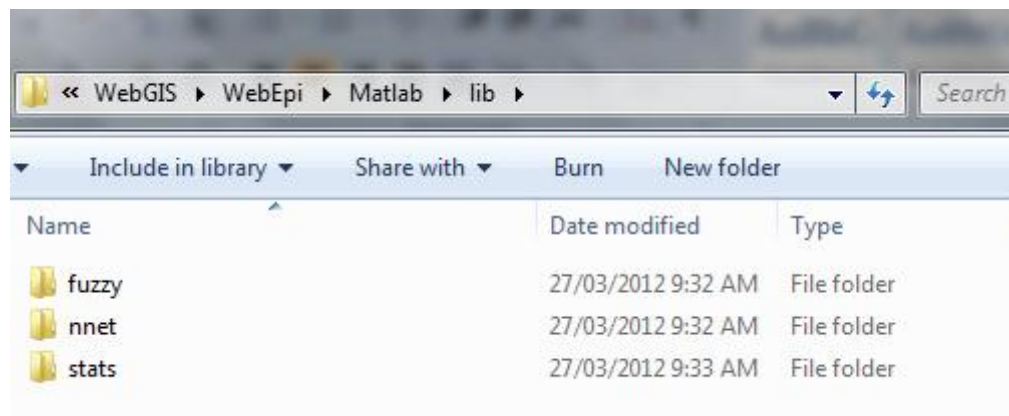 « WebGIS WebEpi Matlab lib Search
Include in library Share with Burn New folder
Name Date modified Type
fuzzy 27/03/2012 9:32 AM File folder
nnet 27/03/2012 9:32 AM File folder
stats 27/03/2012 9:33 AM File folder